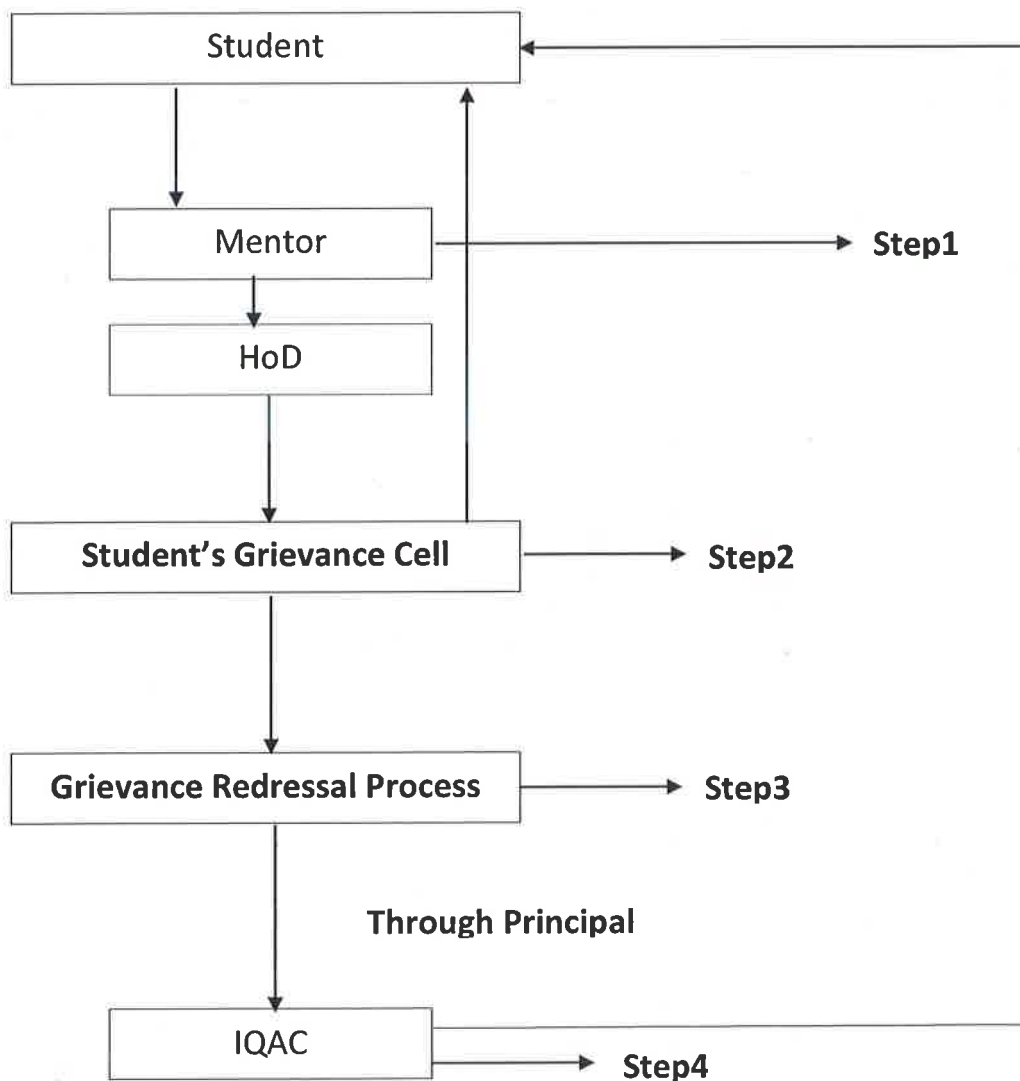 Student
Mentor
Step1
HoD
Student's Grievance Cell
Step2
Grievance Redressal Process
Step3
Through Principal
IQAC
Step4